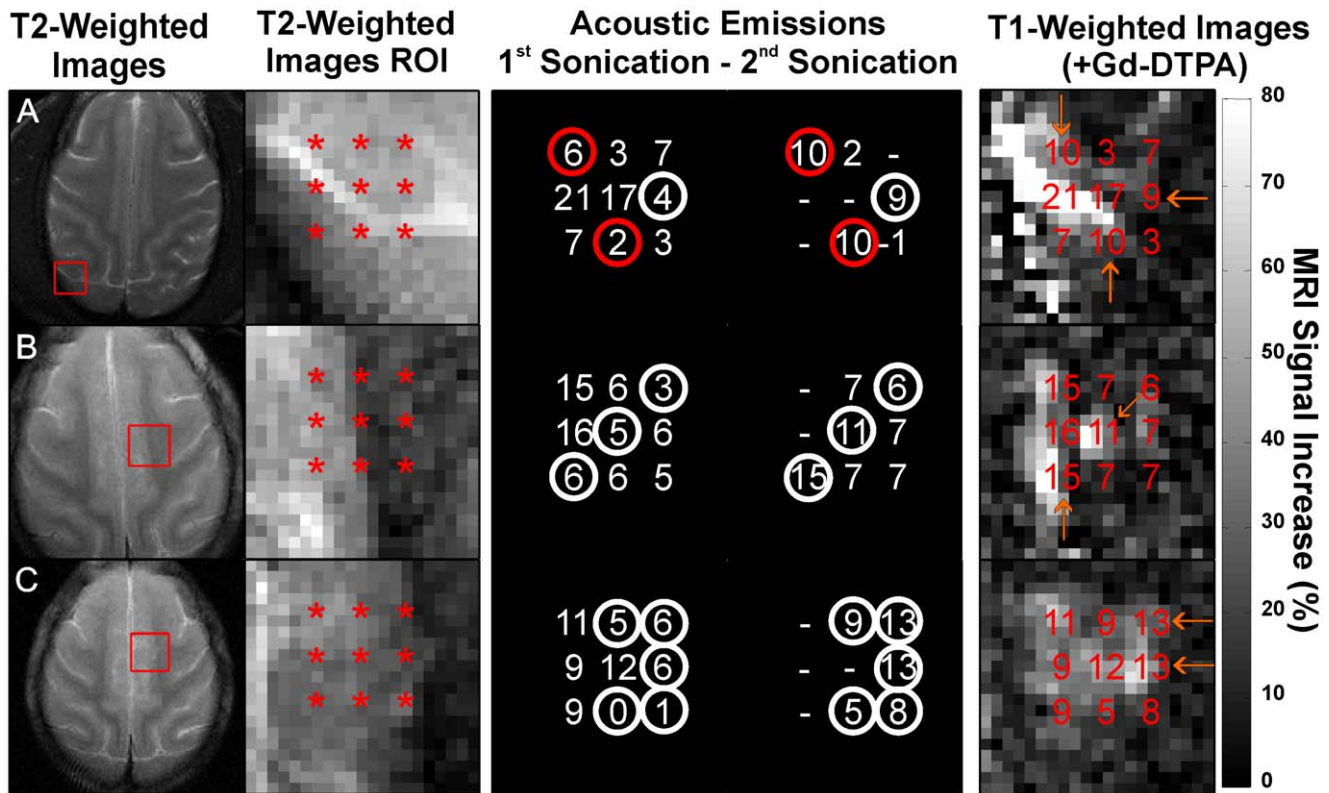 T2-Weighted Images
T2-Weighted Images ROI
Acoustic Emissions
1st Sonication - 2nd Sonication
T1-Weighted Images (+Gd-DTPA)
A
* * *
* * *
* * *
6 3 7
21 17 4
7 2 3
10 2 -
- - 9
- 10 -1
10 3 7
21 17 9
7 10 3
B
* * *
* * *
* * *
15 6 3
16 5 6
6 6 5
- 7 6
- 11 7
15 7 7
15 7 6
16 11 7
15 7 7
C
* * *
* * *
* * *
11 5 6
9 12 6
9 0 1
- 9 13
- - 13
- 5 8
11 9 13
9 12 13
9 5 8
80
70
60
50
40
30
20
10
0
MRI Signal Increase (%)